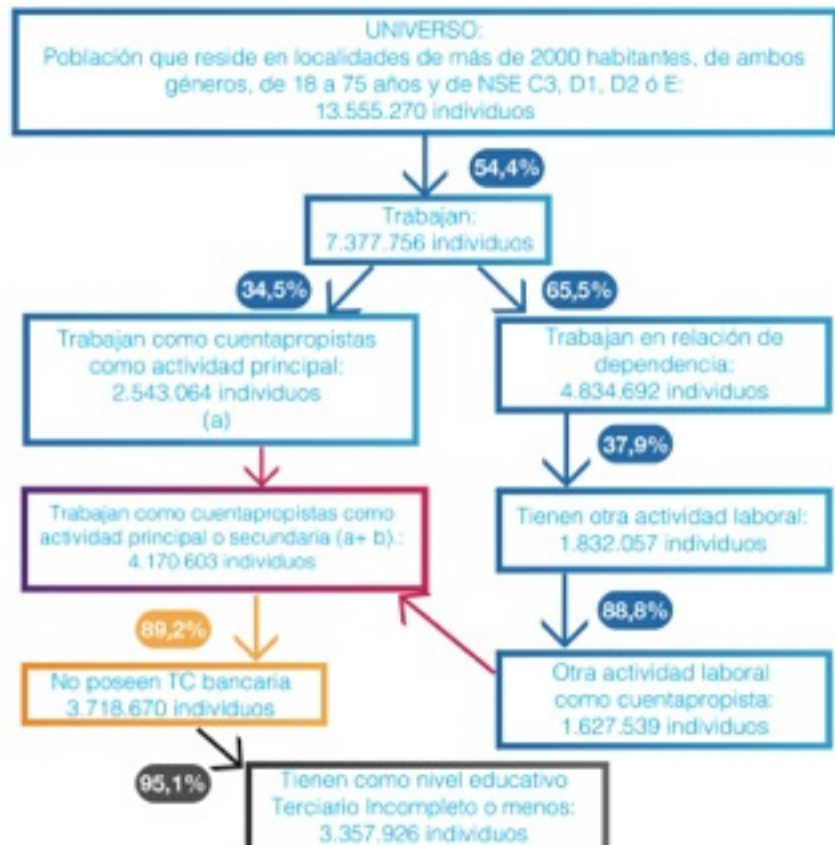 UNIVERSO:
Población que reside en localidades de más de 2000 habitantes, de ambos
géneros, de 18 a 75 años y de NSE C3, D1, D2 ó E:
13.555.270 individuos
54,4%
Trabajan:
7.377.756 individuos
34,5%
65,5%
Trabajan como cuentapropistas
como actividad principal:
2.543.064 individuos
(a)
Trabajan en relación de
dependencia:
4.834.692 individuos
37,9%
Trabajan como cuentapropistas como
actividad principal o secundaria (a+ b).:
4.170.603 individuos
Tienen otra actividad laboral:
1.832.057 individuos
89,2%
88,8%
No poseen TC bancaria
3.718.670 individuos
Otra actividad laboral
como cuentapropista:
1.627.539 individuos
95,1%
Tienen como nivel educativo
Terciario Incompleto o menos:
3.357.926 individuos